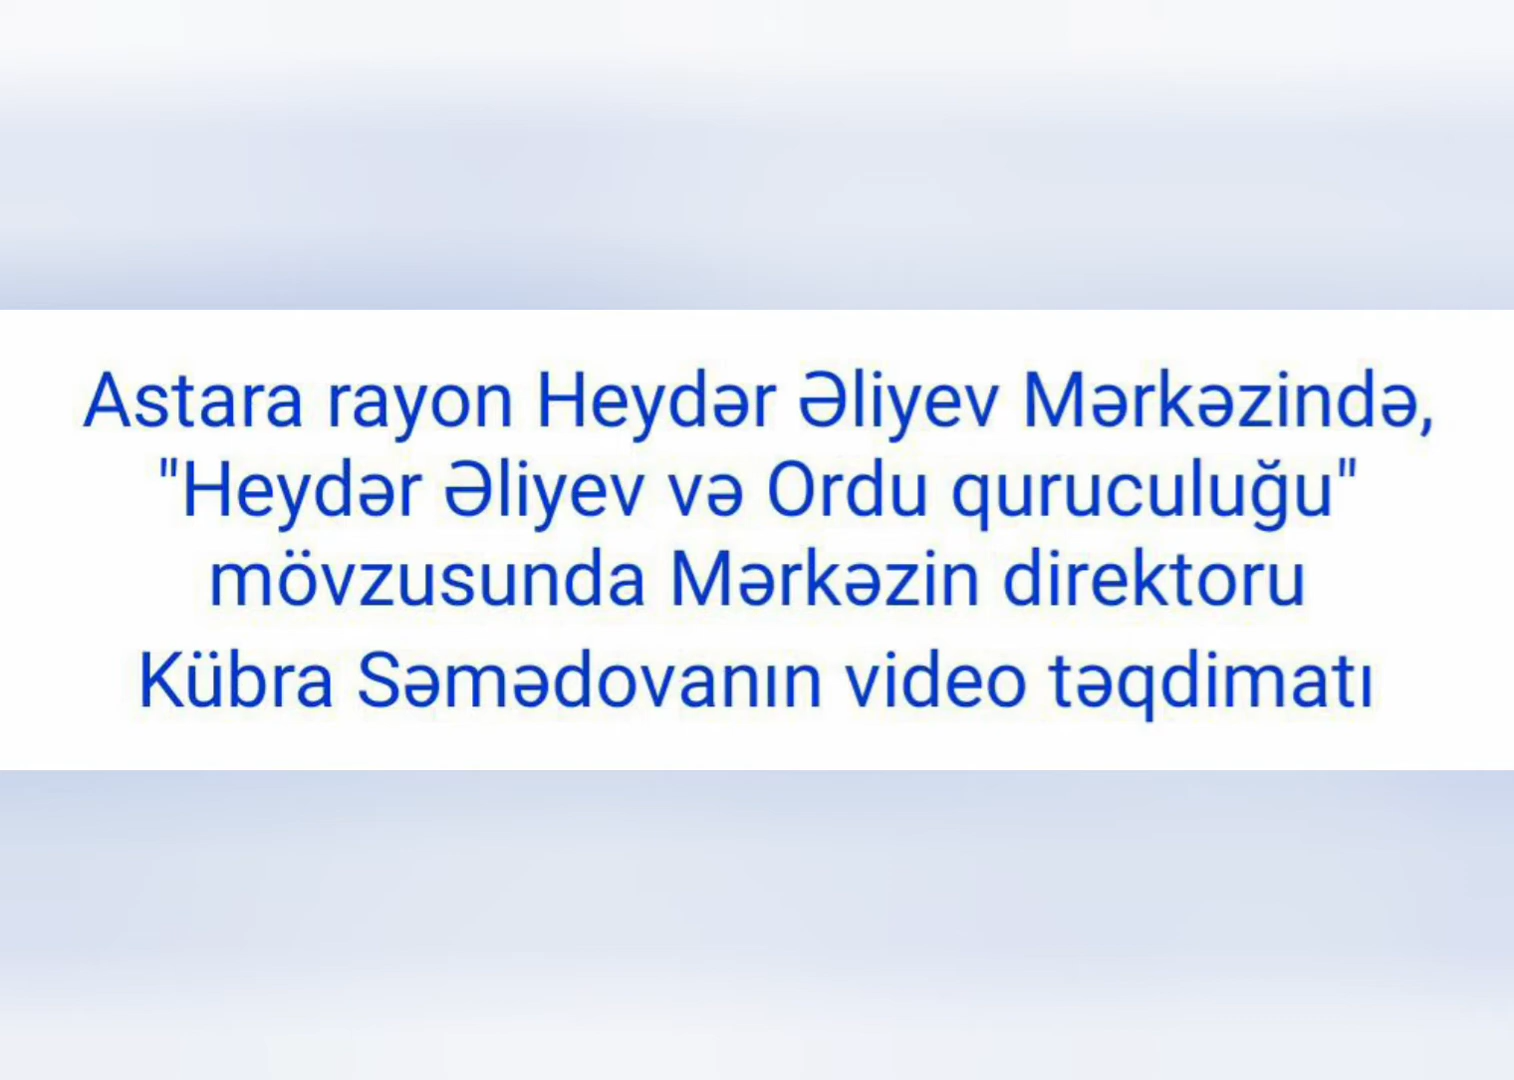 Astara rayon Heydər Əliyev Mərkəzində,
"Heydər Əliyev və Ordu quruculuğu"
mövzusunda Mərkəzin direktoru
Kübra Səmədovanın video təqdimatı